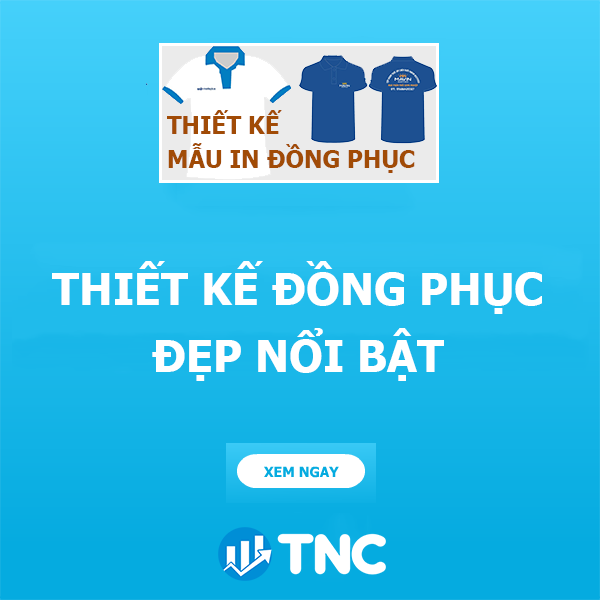 THIẾT KẾ
MẪU IN ĐỒNG PHỤC
THIẾT KẾ ĐỒNG PHỤC
ĐẸP NỔI BẬT
XEM NGAY
TNC